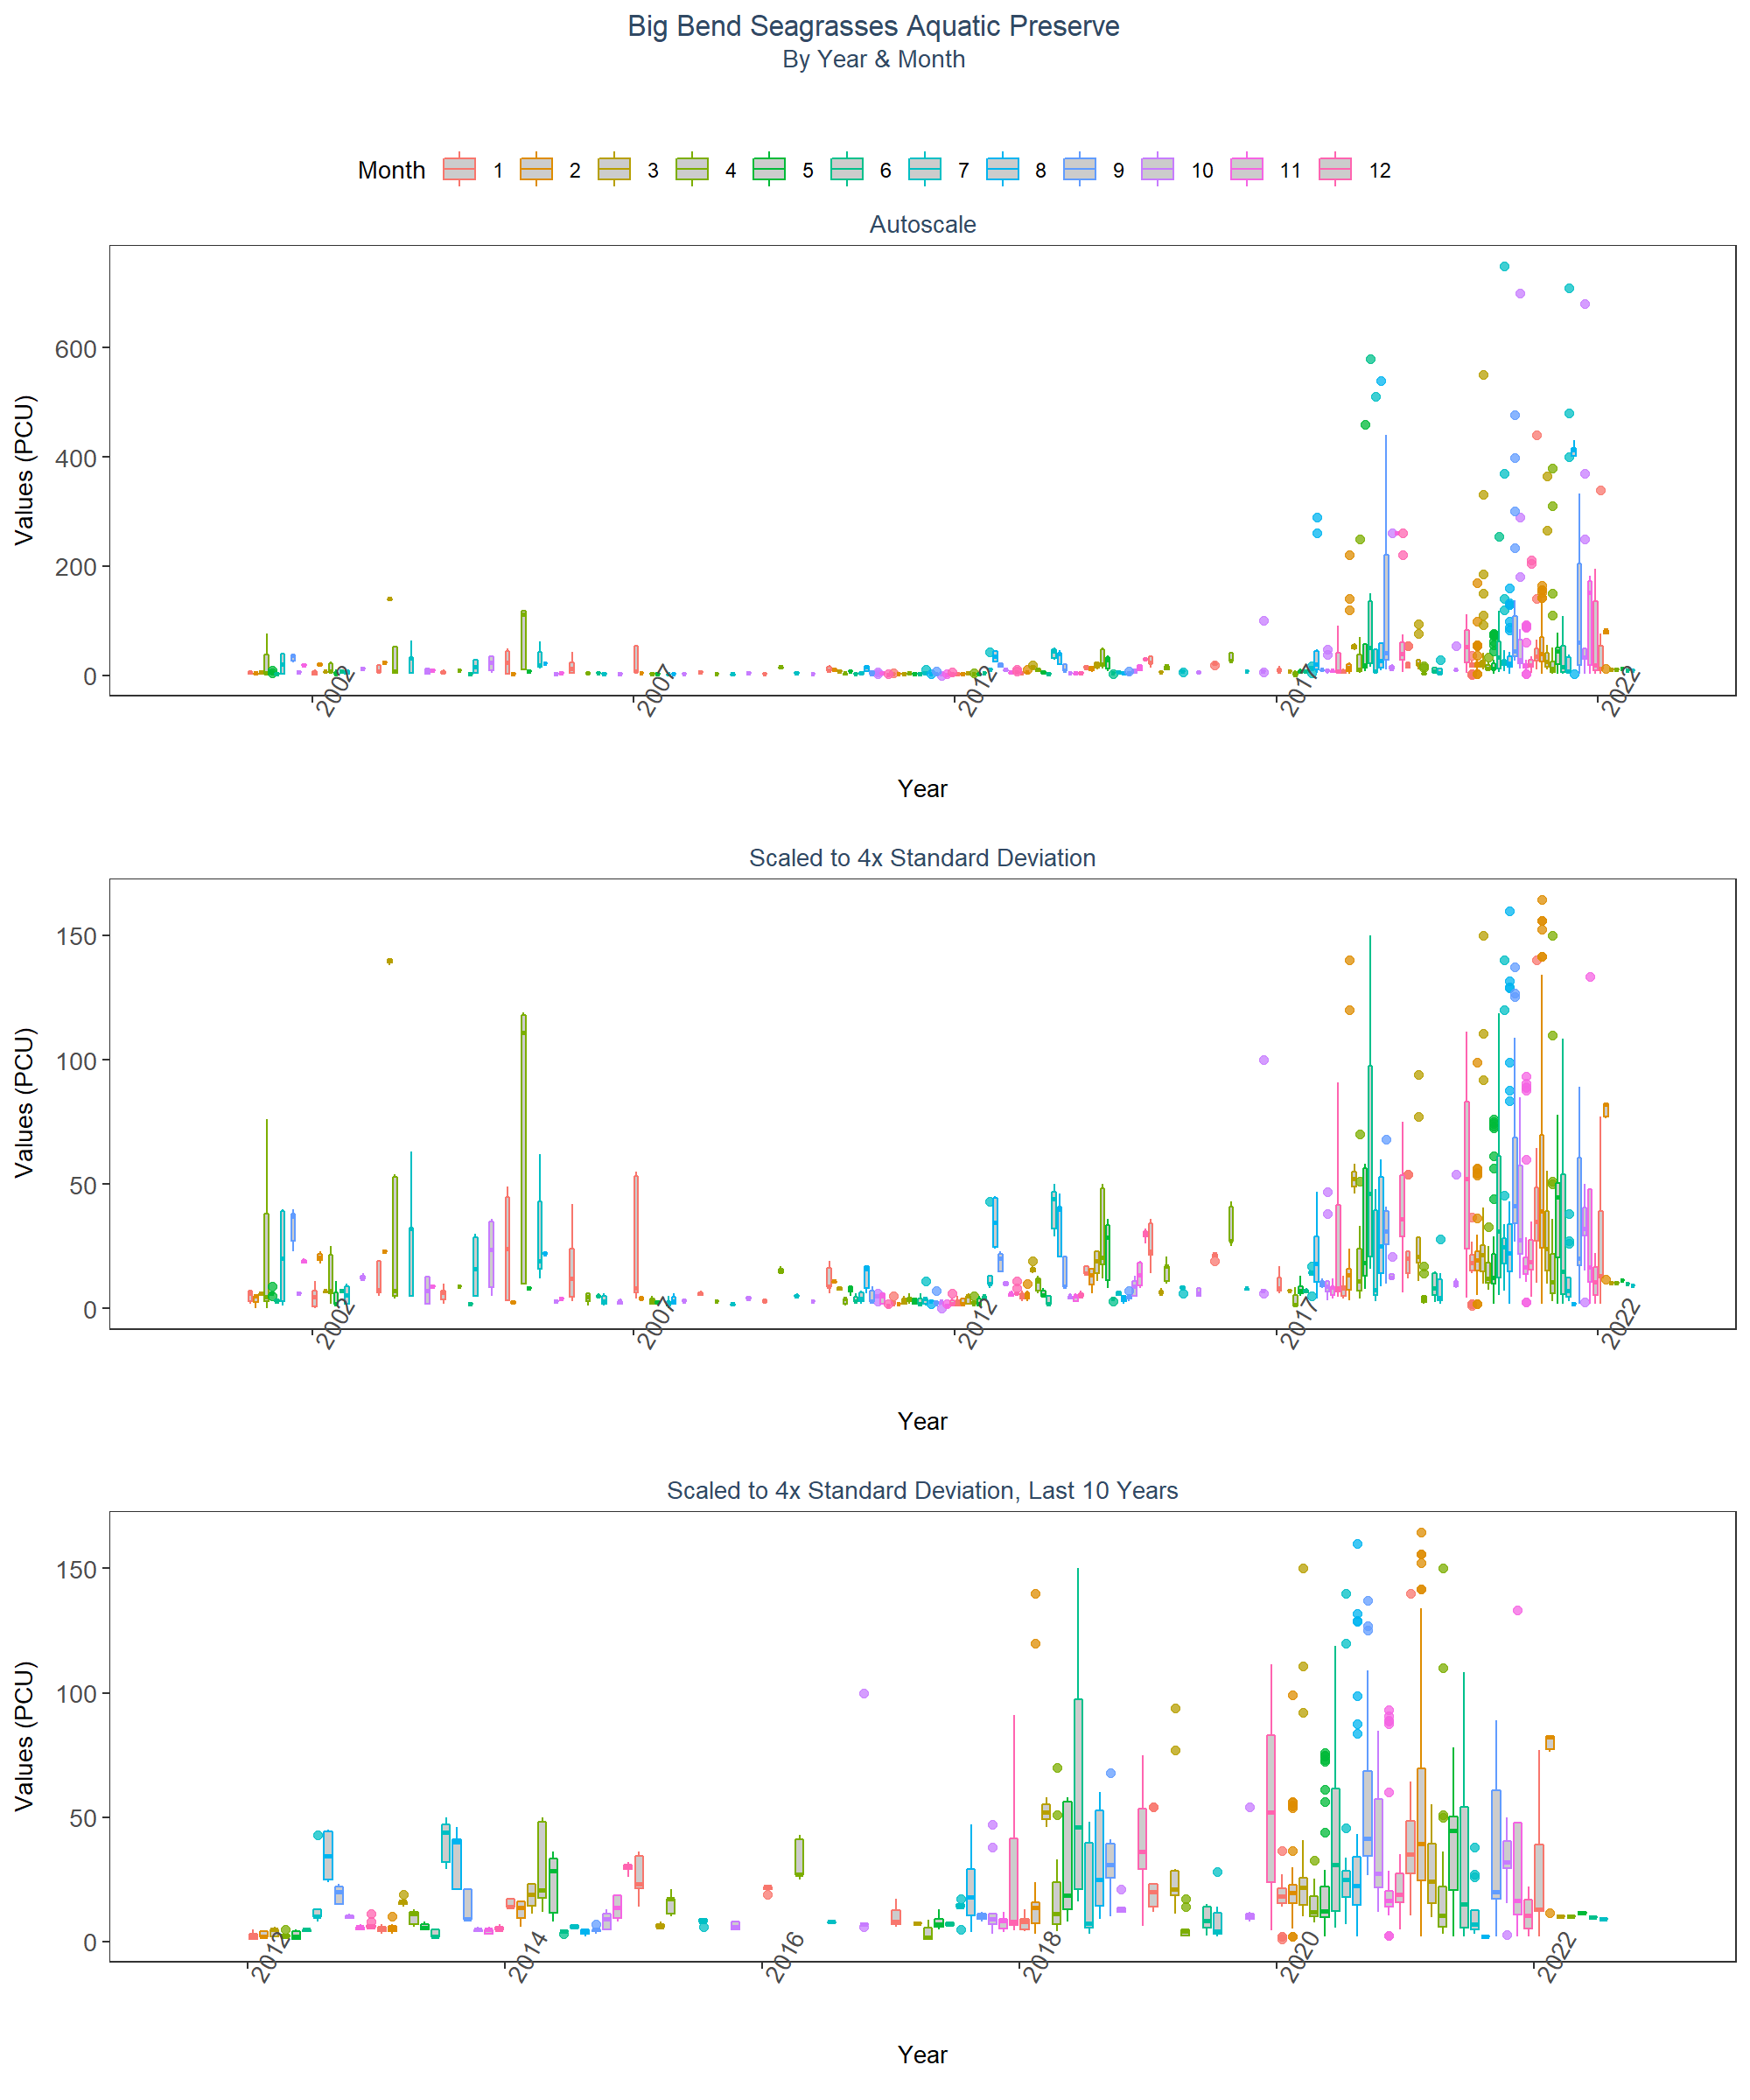 Big Bend Seagrasses Aquatic Preserve
By Year & Month
Month 1 2 3 4 5 6 7 8 9 10 11 12
Autoscale
Values (PCU)
600
400
200
0
2002 2007 2012 2017 2022
Year
Scaled to 4x Standard Deviation
Values (PCU)
150
100
50
0
2002 2007 2012 2017 2022
Year
Scaled to 4x Standard Deviation, Last 10 Years
Values (PCU)
150
100
50
0
2012 2014 2016 2018 2020 2022
Year